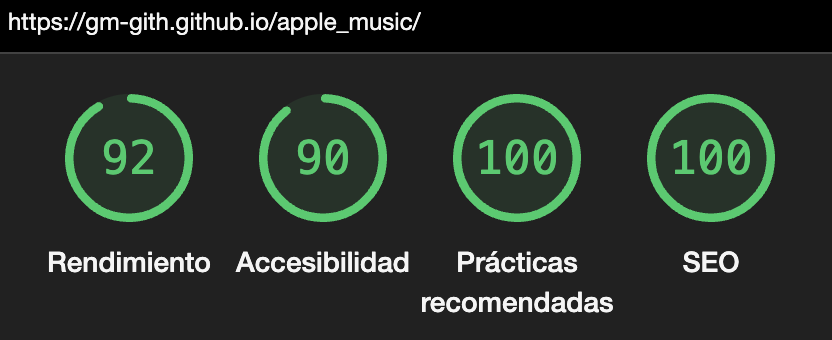 https://gm-gith.github.io/apple_music/
92 90 100 100
Rendimiento Accesibilidad Prácticas SEO
recomendadas